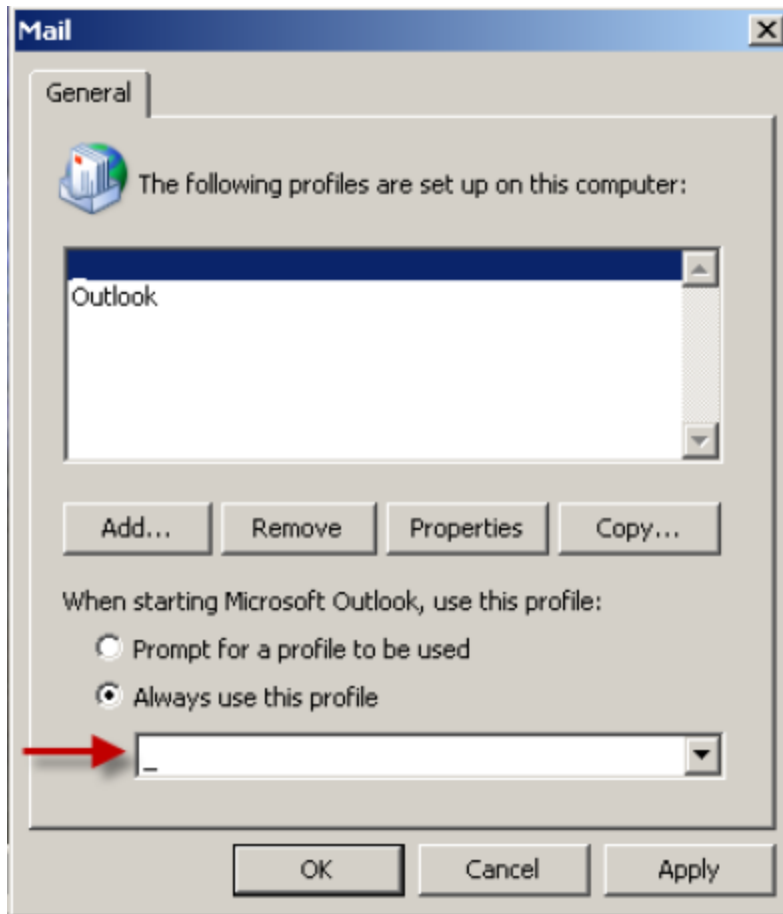 Mail
General
The following profiles are set up on this computer:
_
Outlook
Add... Remove Properties Copy...
When starting Microsoft Outlook, use this profile:
Prompt for a profile to be used
Always use this profile
_
OK Cancel Apply